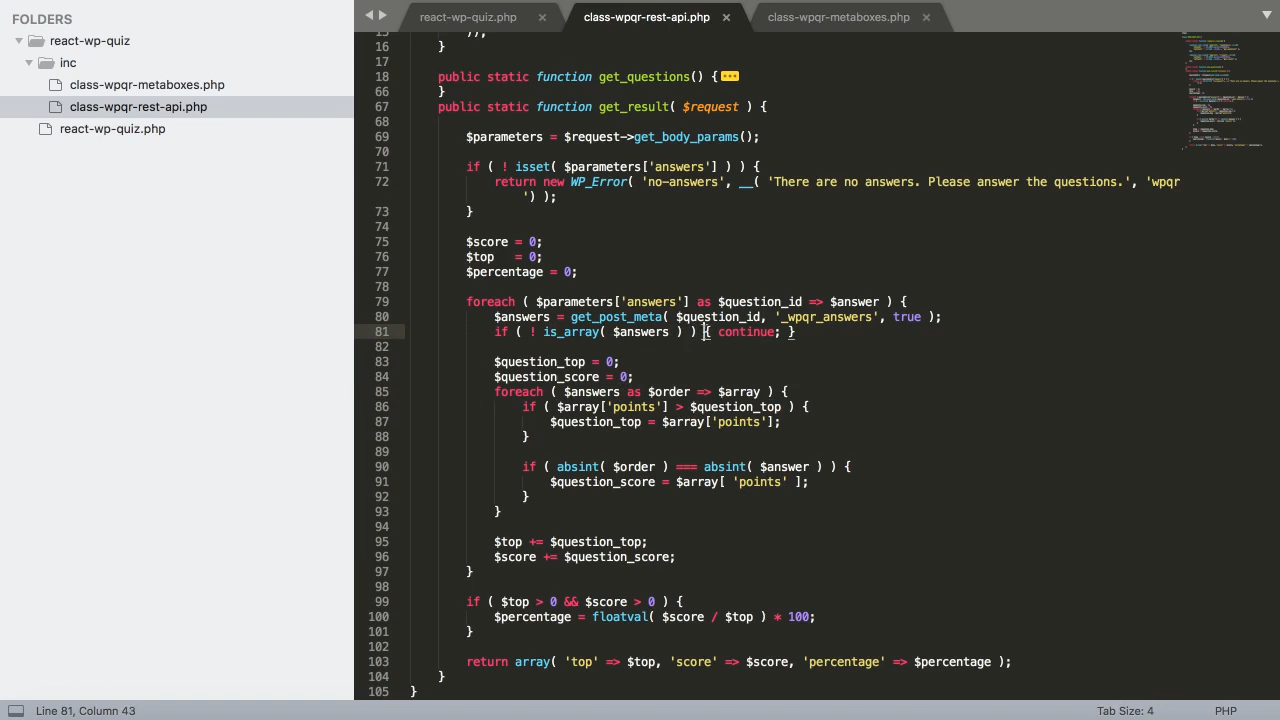 FOLDERS
react-wp-quiz
inc
class-wpqr-metaboxes.php
class-wpqr-rest-api.php
react-wp-quiz.php
react-wp-quiz.php × class-wpqr-rest-api.php × class-wpqr-metaboxes.php ×
15 ));
16 }
17
18 public static function get_questions() {
66 }
67 public static function get_result( $request ) {
68
69 $parameters = $request->get_body_params();
70
71 if ( ! isset( $parameters['answers'] ) ) {
72 return new WP_Error( 'no-answers', __( 'There are no answers. Please answer the questions.', 'wpqr
') );
73 }
74
75 $score = 0;
76 $top   = 0;
77 $percentage = 0;
78
79 foreach ( $parameters['answers'] as $question_id => $answer ) {
80 $answers = get_post_meta( $question_id, '_wpqr_answers', true );
81 if ( ! is_array( $answers ) ) { continue; }
82
83 $question_top = 0;
84 $question_score = 0;
85 foreach ( $answers as $order => $array ) {
86 if ( $array['points'] > $question_top ) {
87 $question_top = $array['points'];
88 }
89
90 if ( absint( $order ) === absint( $answer ) ) {
91 $question_score = $array[ 'points' ];
92 }
93 }
94
95 $top += $question_top;
96 $score += $question_score;
97 }
98
99 if ( $top > 0 && $score > 0 ) {
100 $percentage = floatval( $score / $top ) * 100;
101 }
102
103 return array( 'top' => $top, 'score' => $score, 'percentage' => $percentage );
104 }
105 }
Line 81, Column 43 Tab Size: 4 PHP